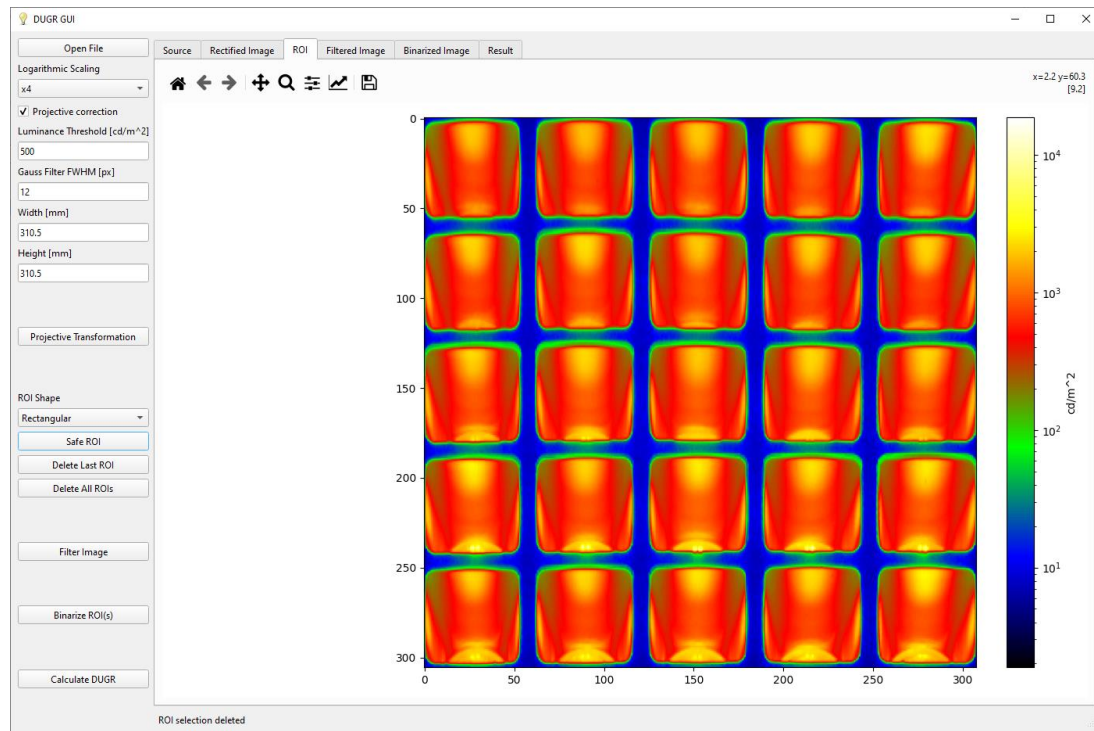 DUGR GUI
Open File
Logarithmic Scaling
x4
Projective correction
Luminance Threshold [cd/m^2]
500
Gauss Filter FWHM [px]
12
Width [mm]
310.5
Height [mm]
310.5
Projective Transformation
ROI Shape
Rectangular
Safe ROI
Delete Last ROI
Delete All ROIs
Filter Image
Binarize ROI(s)
Calculate DUGR
Source Rectified Image ROI Filtered Image Binarized Image Result
x=2.2 y=60.3
[9.2]
0
50
100
150
200
250
300
0 50 100 150 200 250 300
10^4
10^3
10^2
10^1
cd/m^2
ROI selection deleted